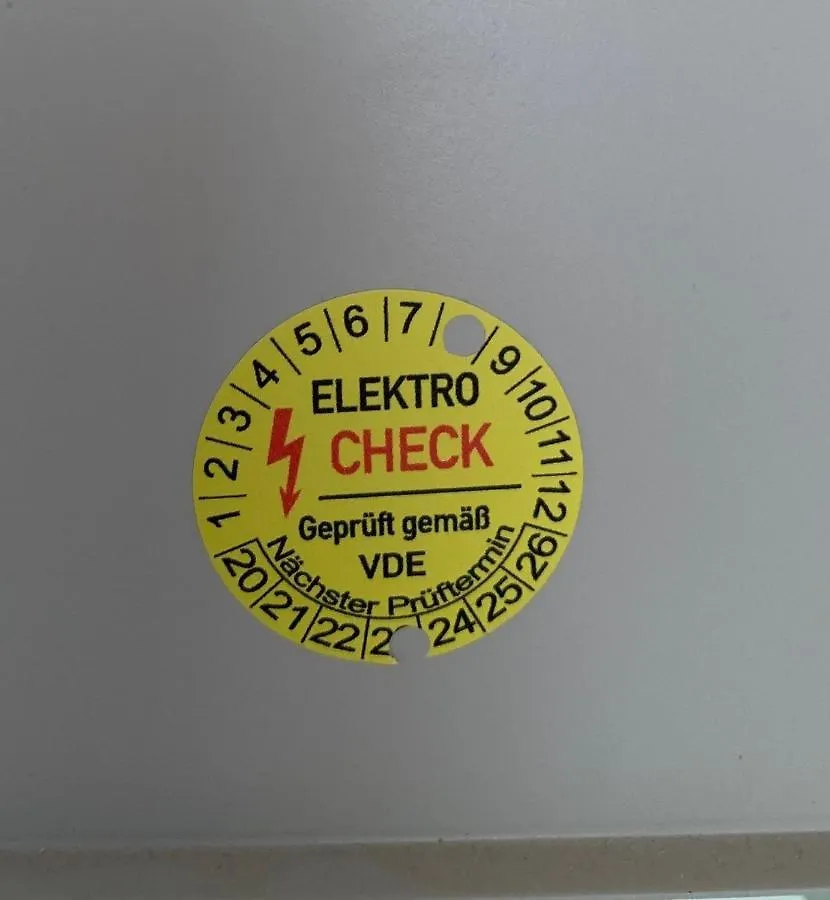 1 | 2 | 3 | 4 | 5 | 6 | 7 | | 9 | 10 | 11 | 12
ELEKTRO
CHECK
Geprüft gemäß
VDE
Nächster Prüftermin
20 | 21 | 22 | 2 24 | 25 | 26